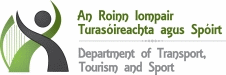 An Roinn Iompair
Turasóireachta agus Spóirt
Department of Transport,
Tourism and Sport